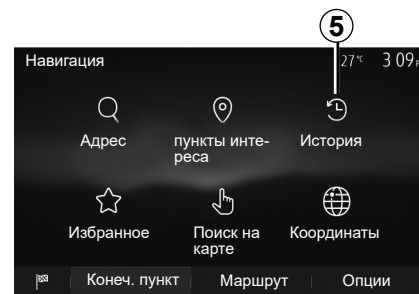 5
Навигация 27°C 3 09
Адрес
пункты инте-
реса
История
Избранное
Поиск на
карте
Координаты
Конеч. пункт Маршрут Опции